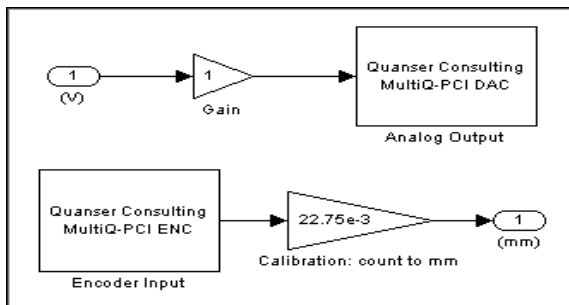 1
(V)
1
Gain
Quanser Consulting
MultiQ-PCI DAC
Analog Output
Quanser Consulting
MultiQ-PCI ENC
Encoder Input
22.75e-3
Calibration: count to mm
1
(mm)